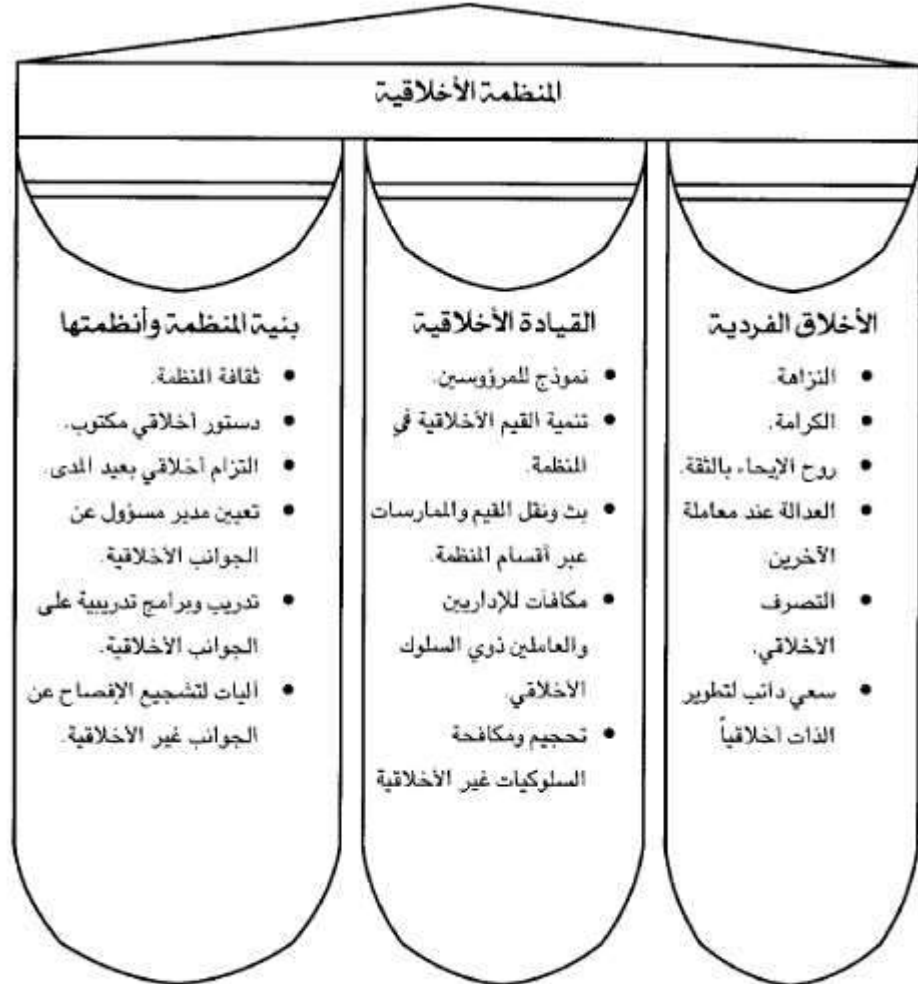 المنظمة الأخلاقية
الأخلاق الفردية
• النزاهة.
• الكرامة.
• روح الإيحاء بالثقة.
• العدالة عند معاملة
الآخرين.
• التصرف
الأخلاقي.
• سعي دائب لتطوير
الذات أخلاقياً
القيادة الأخلاقية
• نموذج للمرؤوسين.
• تنمية القيم الأخلاقية في
المنظمة.
• بث ونقل القيم والممارسات
عبر أقسام المنظمة.
• مكافآت للإداريين
والعاملين ذوي السلوك
الأخلاقي.
• تحجيم ومكافحة
السلوكيات غير الأخلاقية
بنية المنظمة وأنظمتها
• ثقافة المنظمة.
• دستور أخلاقي مكتوب.
• التزام أخلاقي بعيد المدى.
• تعيين مدير مسؤول عن
الجوانب الأخلاقية.
• تدريب وبرامج تدريبية على
الجوانب الأخلاقية.
• آليات لتشجيع الإفصاح عن
الجوانب غير الأخلاقية.